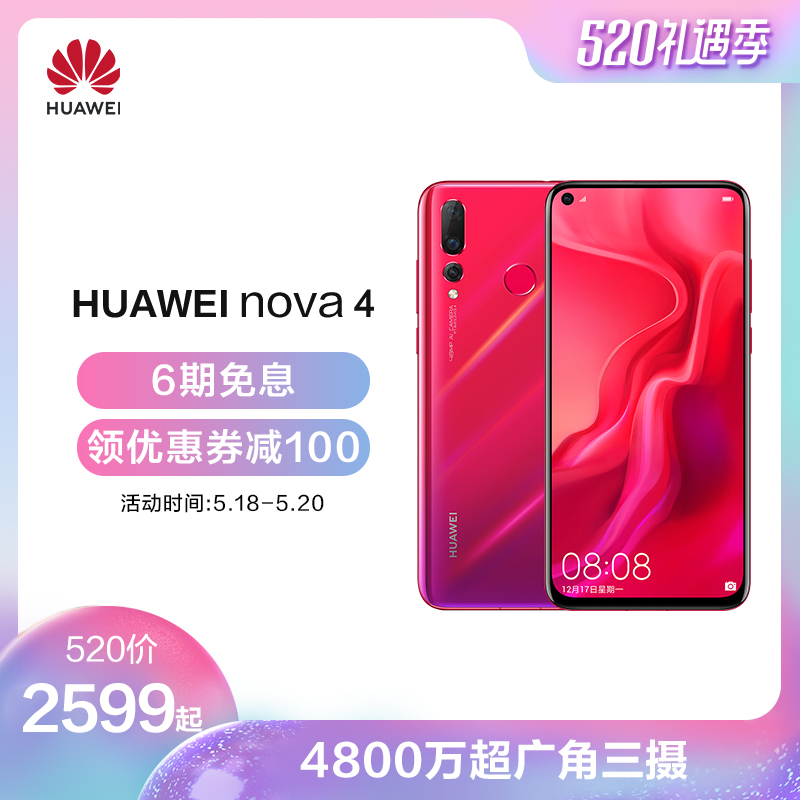 HUAWEI
520礼遇季
HUAWEI nova 4
6期免息
领优惠券减100
活动时间:5.18-5.20
48MP AI CAMERA
HUAWEI
08:08
12月17日星期一
520价
2599起
4800万超广角三摄